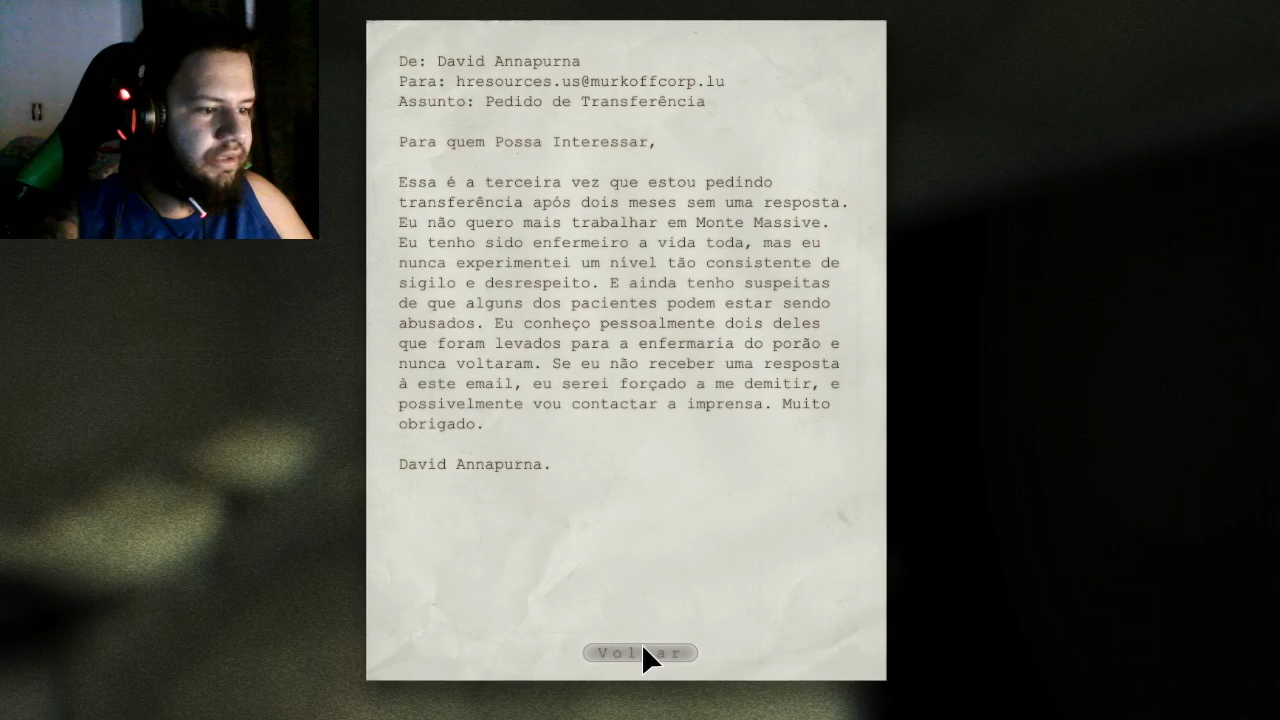 De: David Annapurna
Para: hresources.us@murkoffcorp.lu
Assunto: Pedido de Transferência
Para quem Possa Interessar,
Essa é a terceira vez que estou pedindo
transferência após dois meses sem uma resposta.
Eu não quero mais trabalhar em Monte Massive.
Eu tenho sido enfermeiro a vida toda, mas eu
nunca experimentei um nível tão consistente de
sigilo e desrespeito. E ainda tenho suspeitas
de que alguns dos pacientes podem estar sendo
abusados. Eu conheço pessoalmente dois deles
que foram levados para a enfermaria do porão e
nunca voltaram. Se eu não receber uma resposta
à este email, eu serei forçado a me demitir, e
possivelmente vou contactar a imprensa. Muito
obrigado.
David Annapurna.
Voltar